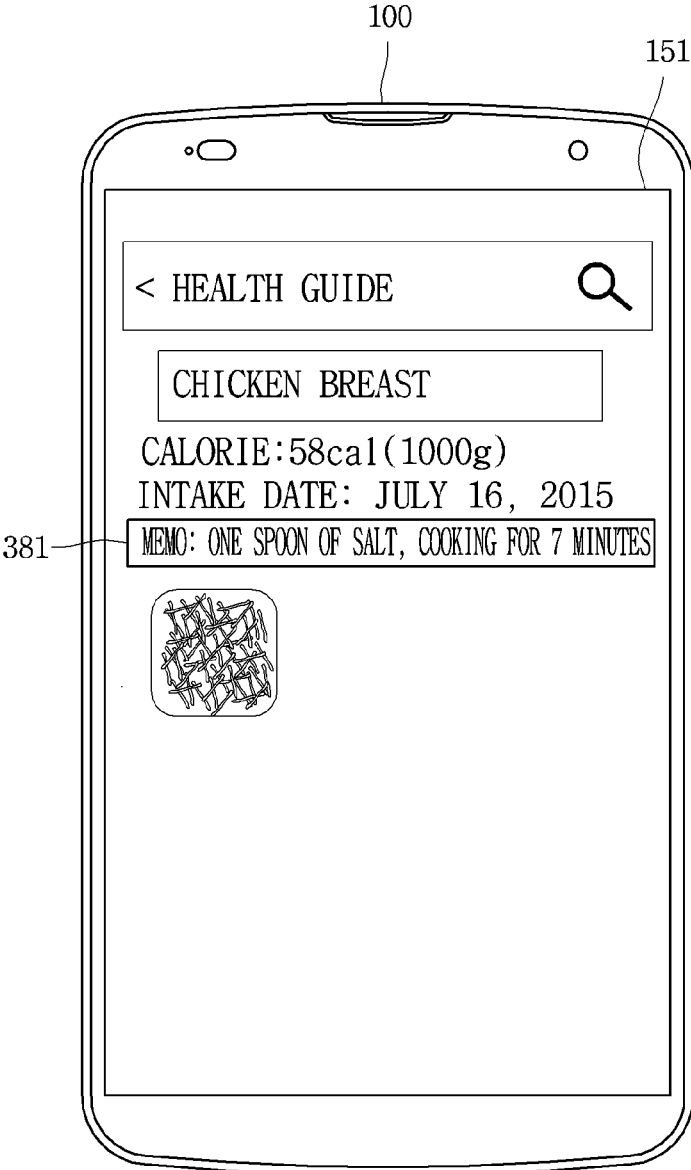 100
151
< HEALTH GUIDE
CHICKEN BREAST
CALORIE:58cal(1000g)
INTAKE DATE: JULY 16, 2015
381
MEMO: ONE SPOON OF SALT, COOKING FOR 7 MINUTES